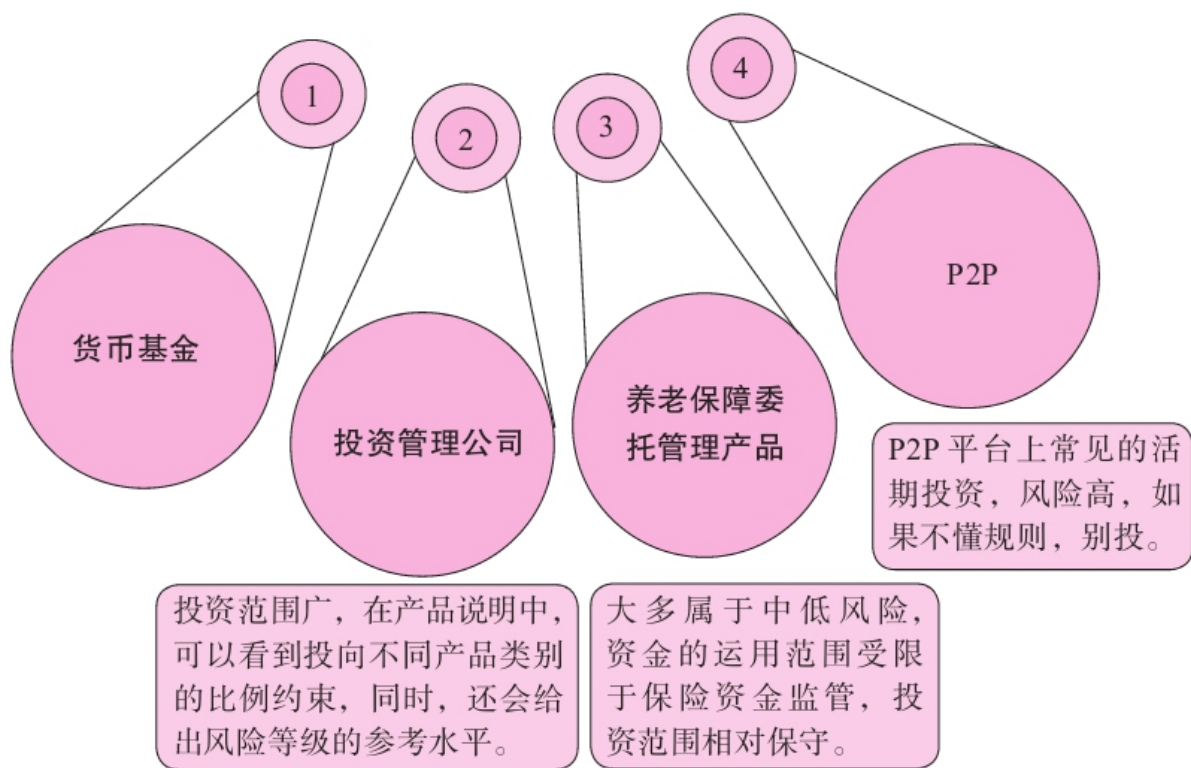 1
货币基金
2
投资管理公司
投资范围广，在产品说明中，
可以看到投向不同产品类别
的比例约束，同时，还会给
出风险等级的参考水平。
3
养老保障委
托管理产品
大多属于中低风险，
资金的运用范围受限
于保险资金监管，投
资范围相对保守。
4
P2P
P2P 平台上常见的活
期投资，风险高，如
果不懂规则，别投。